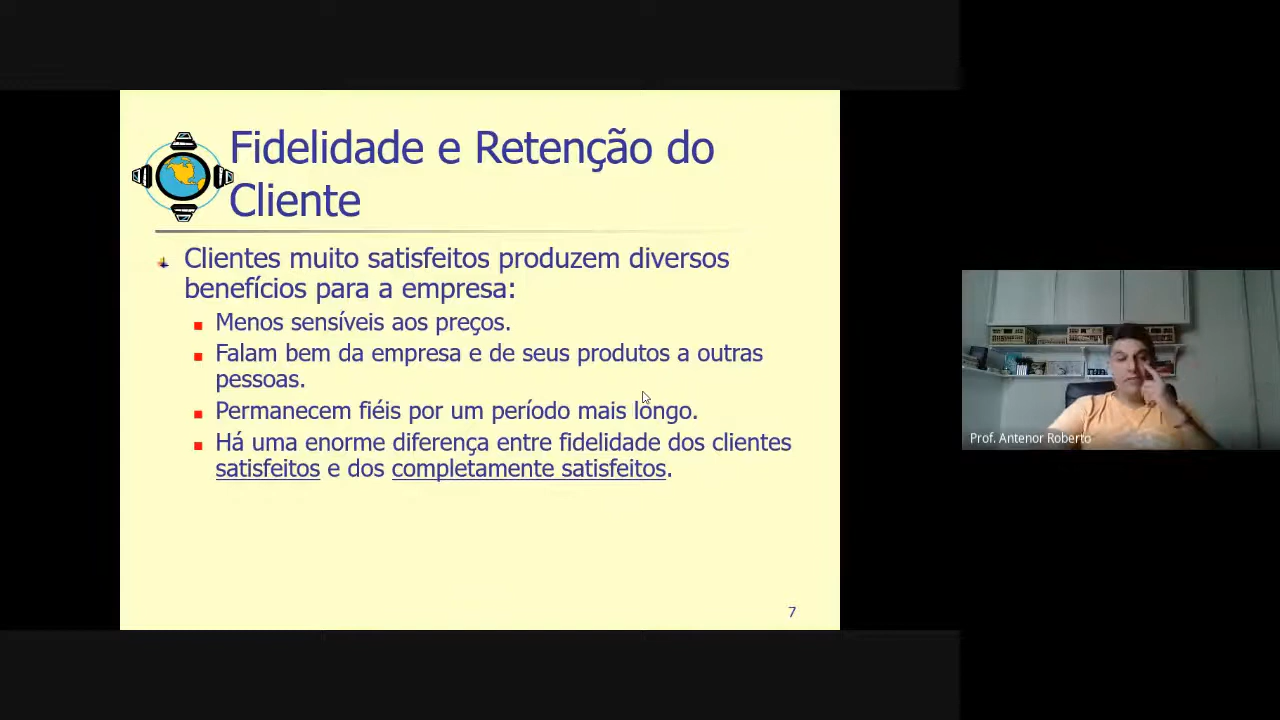 Fidelidade e Retenção do
Cliente
Clientes muito satisfeitos produzem diversos
benefícios para a empresa:
Menos sensíveis aos preços.
Falam bem da empresa e de seus produtos a outras
pessoas.
Permanecem fiéis por um período mais longo.
Há uma enorme diferença entre fidelidade dos clientes
satisfeitos e dos completamente satisfeitos.
7
Prof. Antenor Roberto